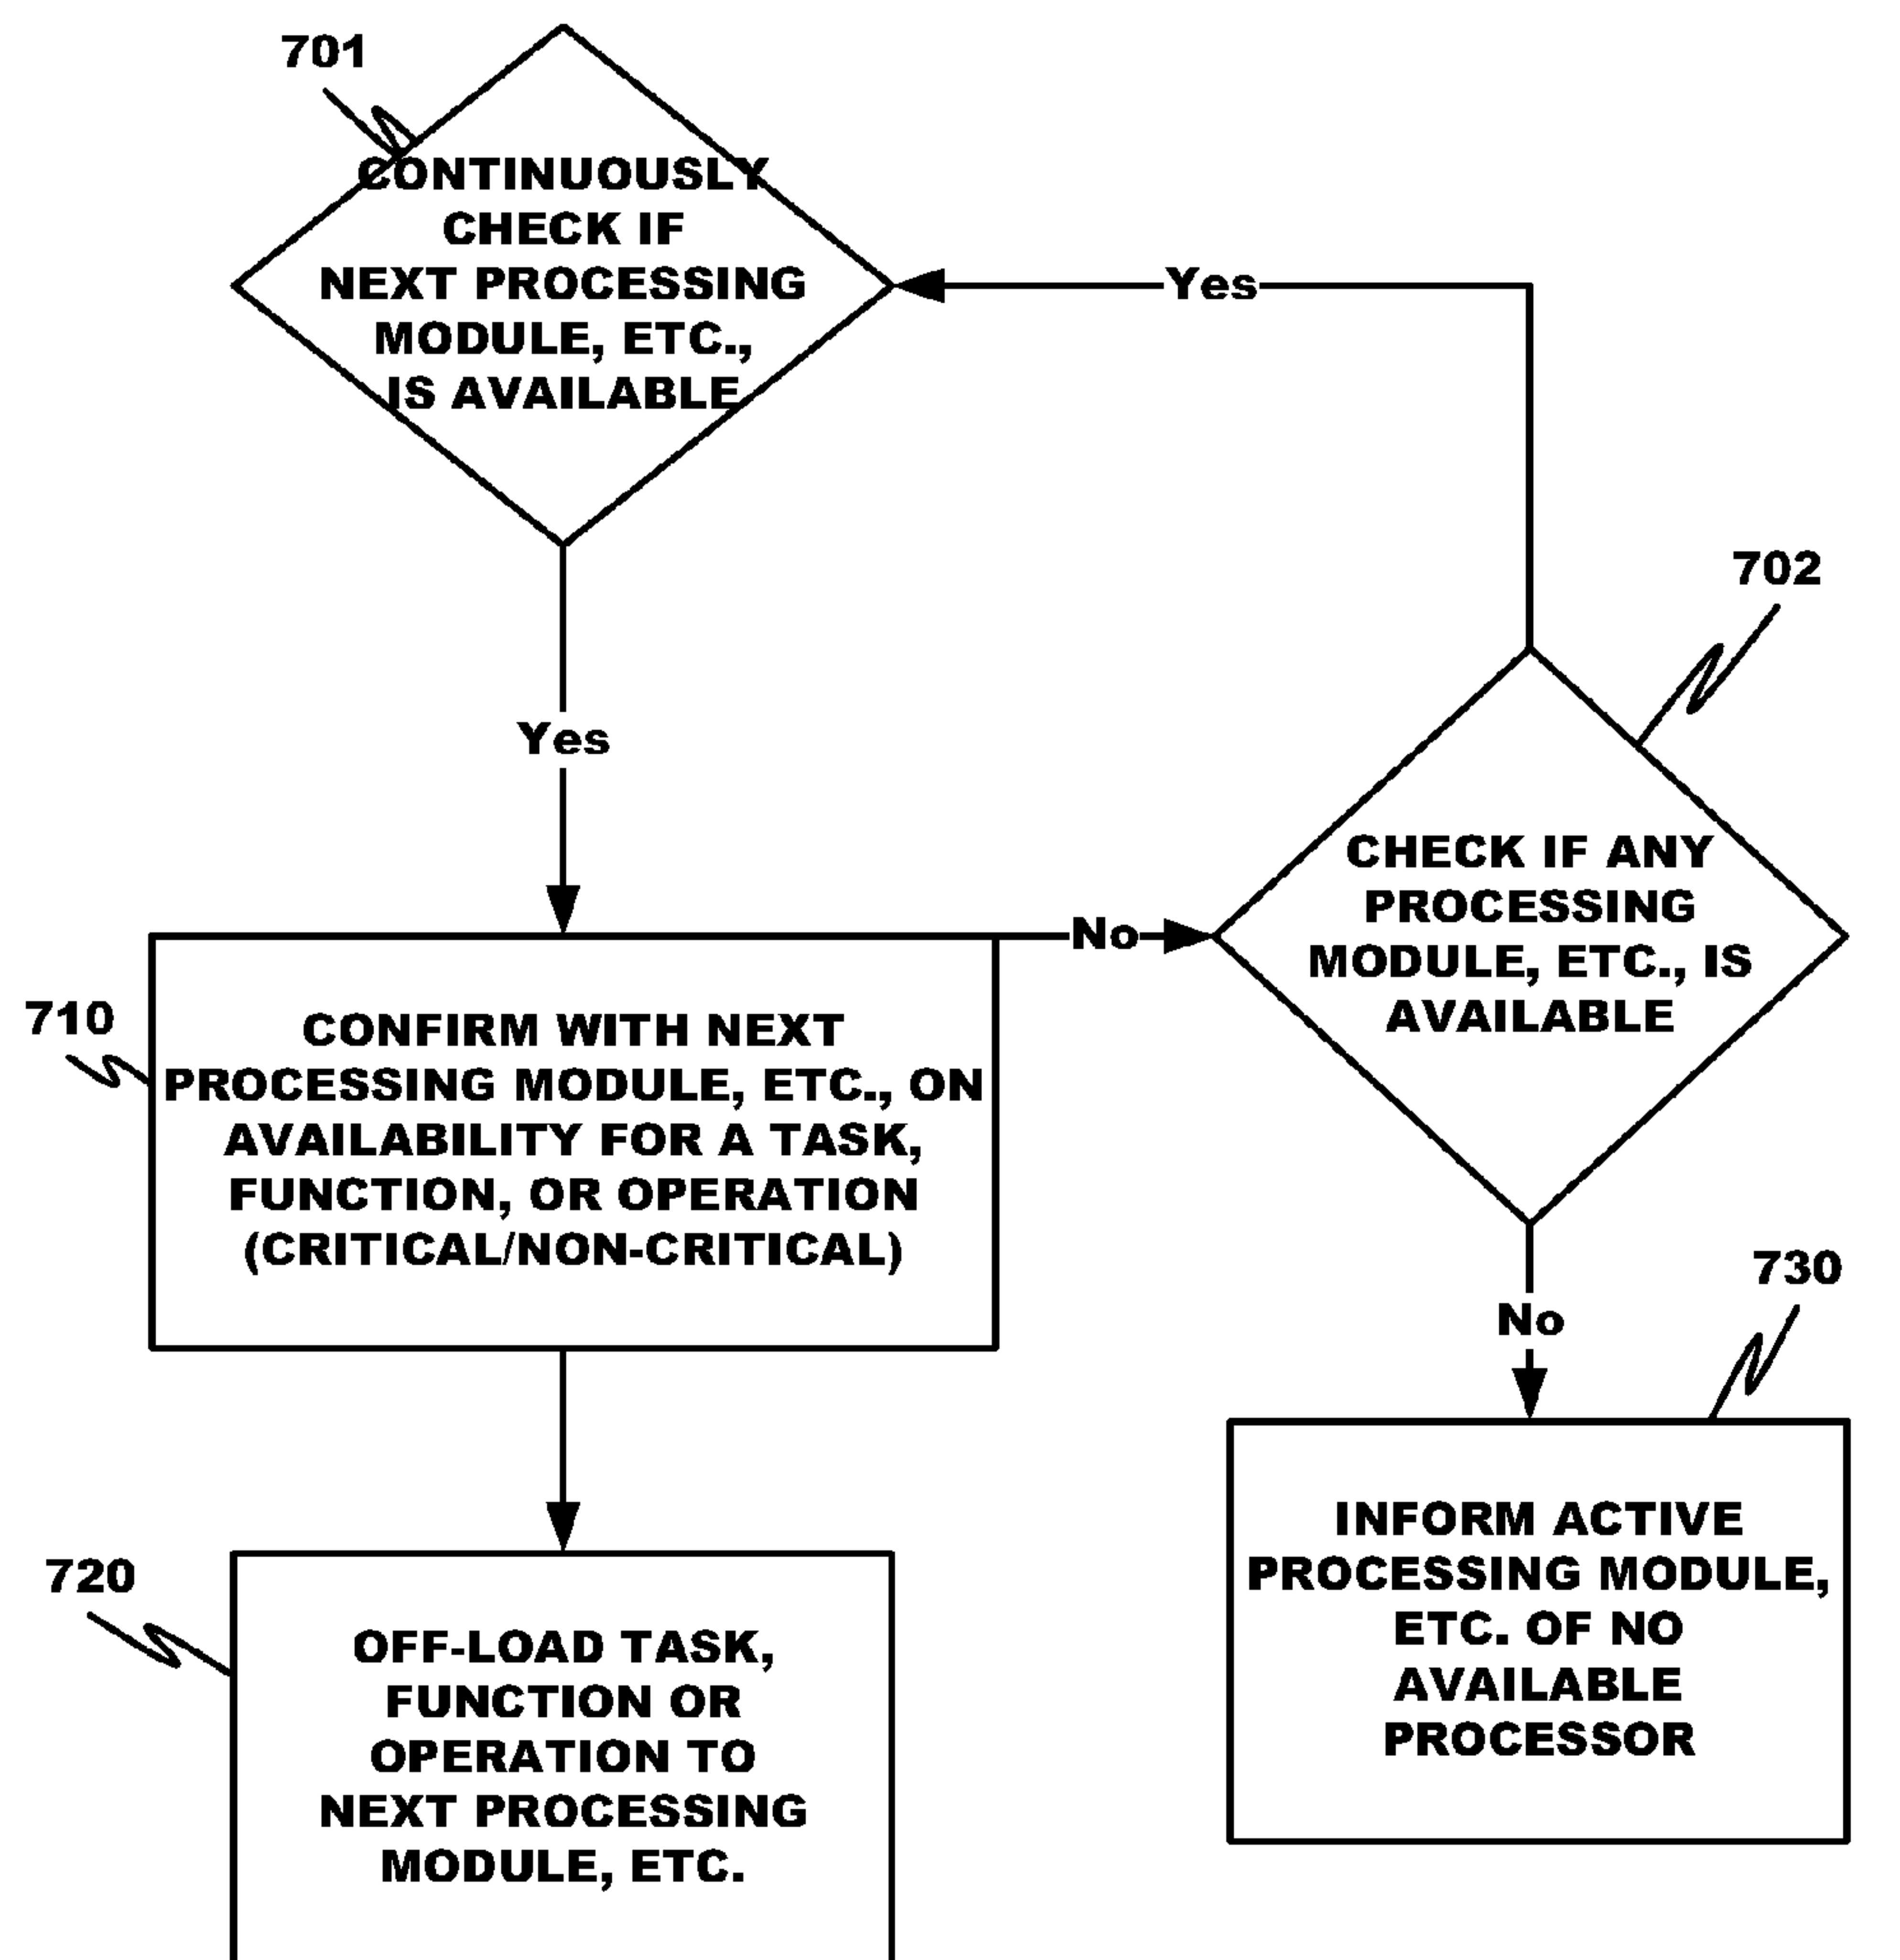 701
CONTINUOUSLY
CHECK IF
NEXT PROCESSING
MODULE, ETC.,
IS AVAILABLE
Yes
702
Yes
CHECK IF ANY
PROCESSING
MODULE, ETC., IS
AVAILABLE
No
710
CONFIRM WITH NEXT
PROCESSING MODULE, ETC., ON
AVAILABILITY FOR A TASK,
FUNCTION, OR OPERATION
(CRITICAL/NON-CRITICAL)
730
No
INFORM ACTIVE
PROCESSING MODULE,
ETC. OF NO
AVAILABLE
PROCESSOR
720
OFF-LOAD TASK,
FUNCTION OR
OPERATION TO
NEXT PROCESSING
MODULE, ETC.